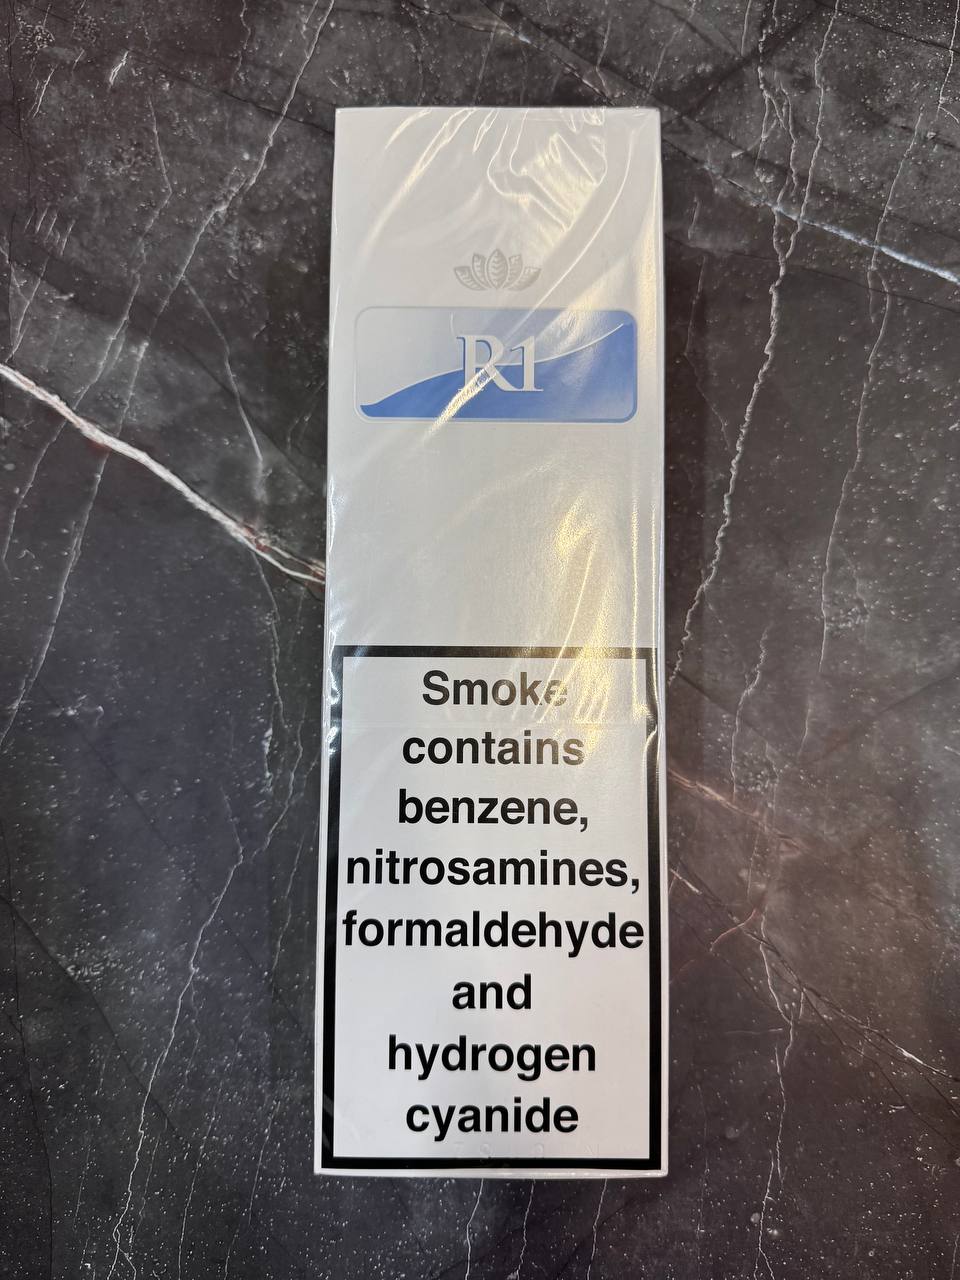 R1
Smoke
contains
benzene,
nitrosamines,
formaldehyde
and
hydrogen
cyanide